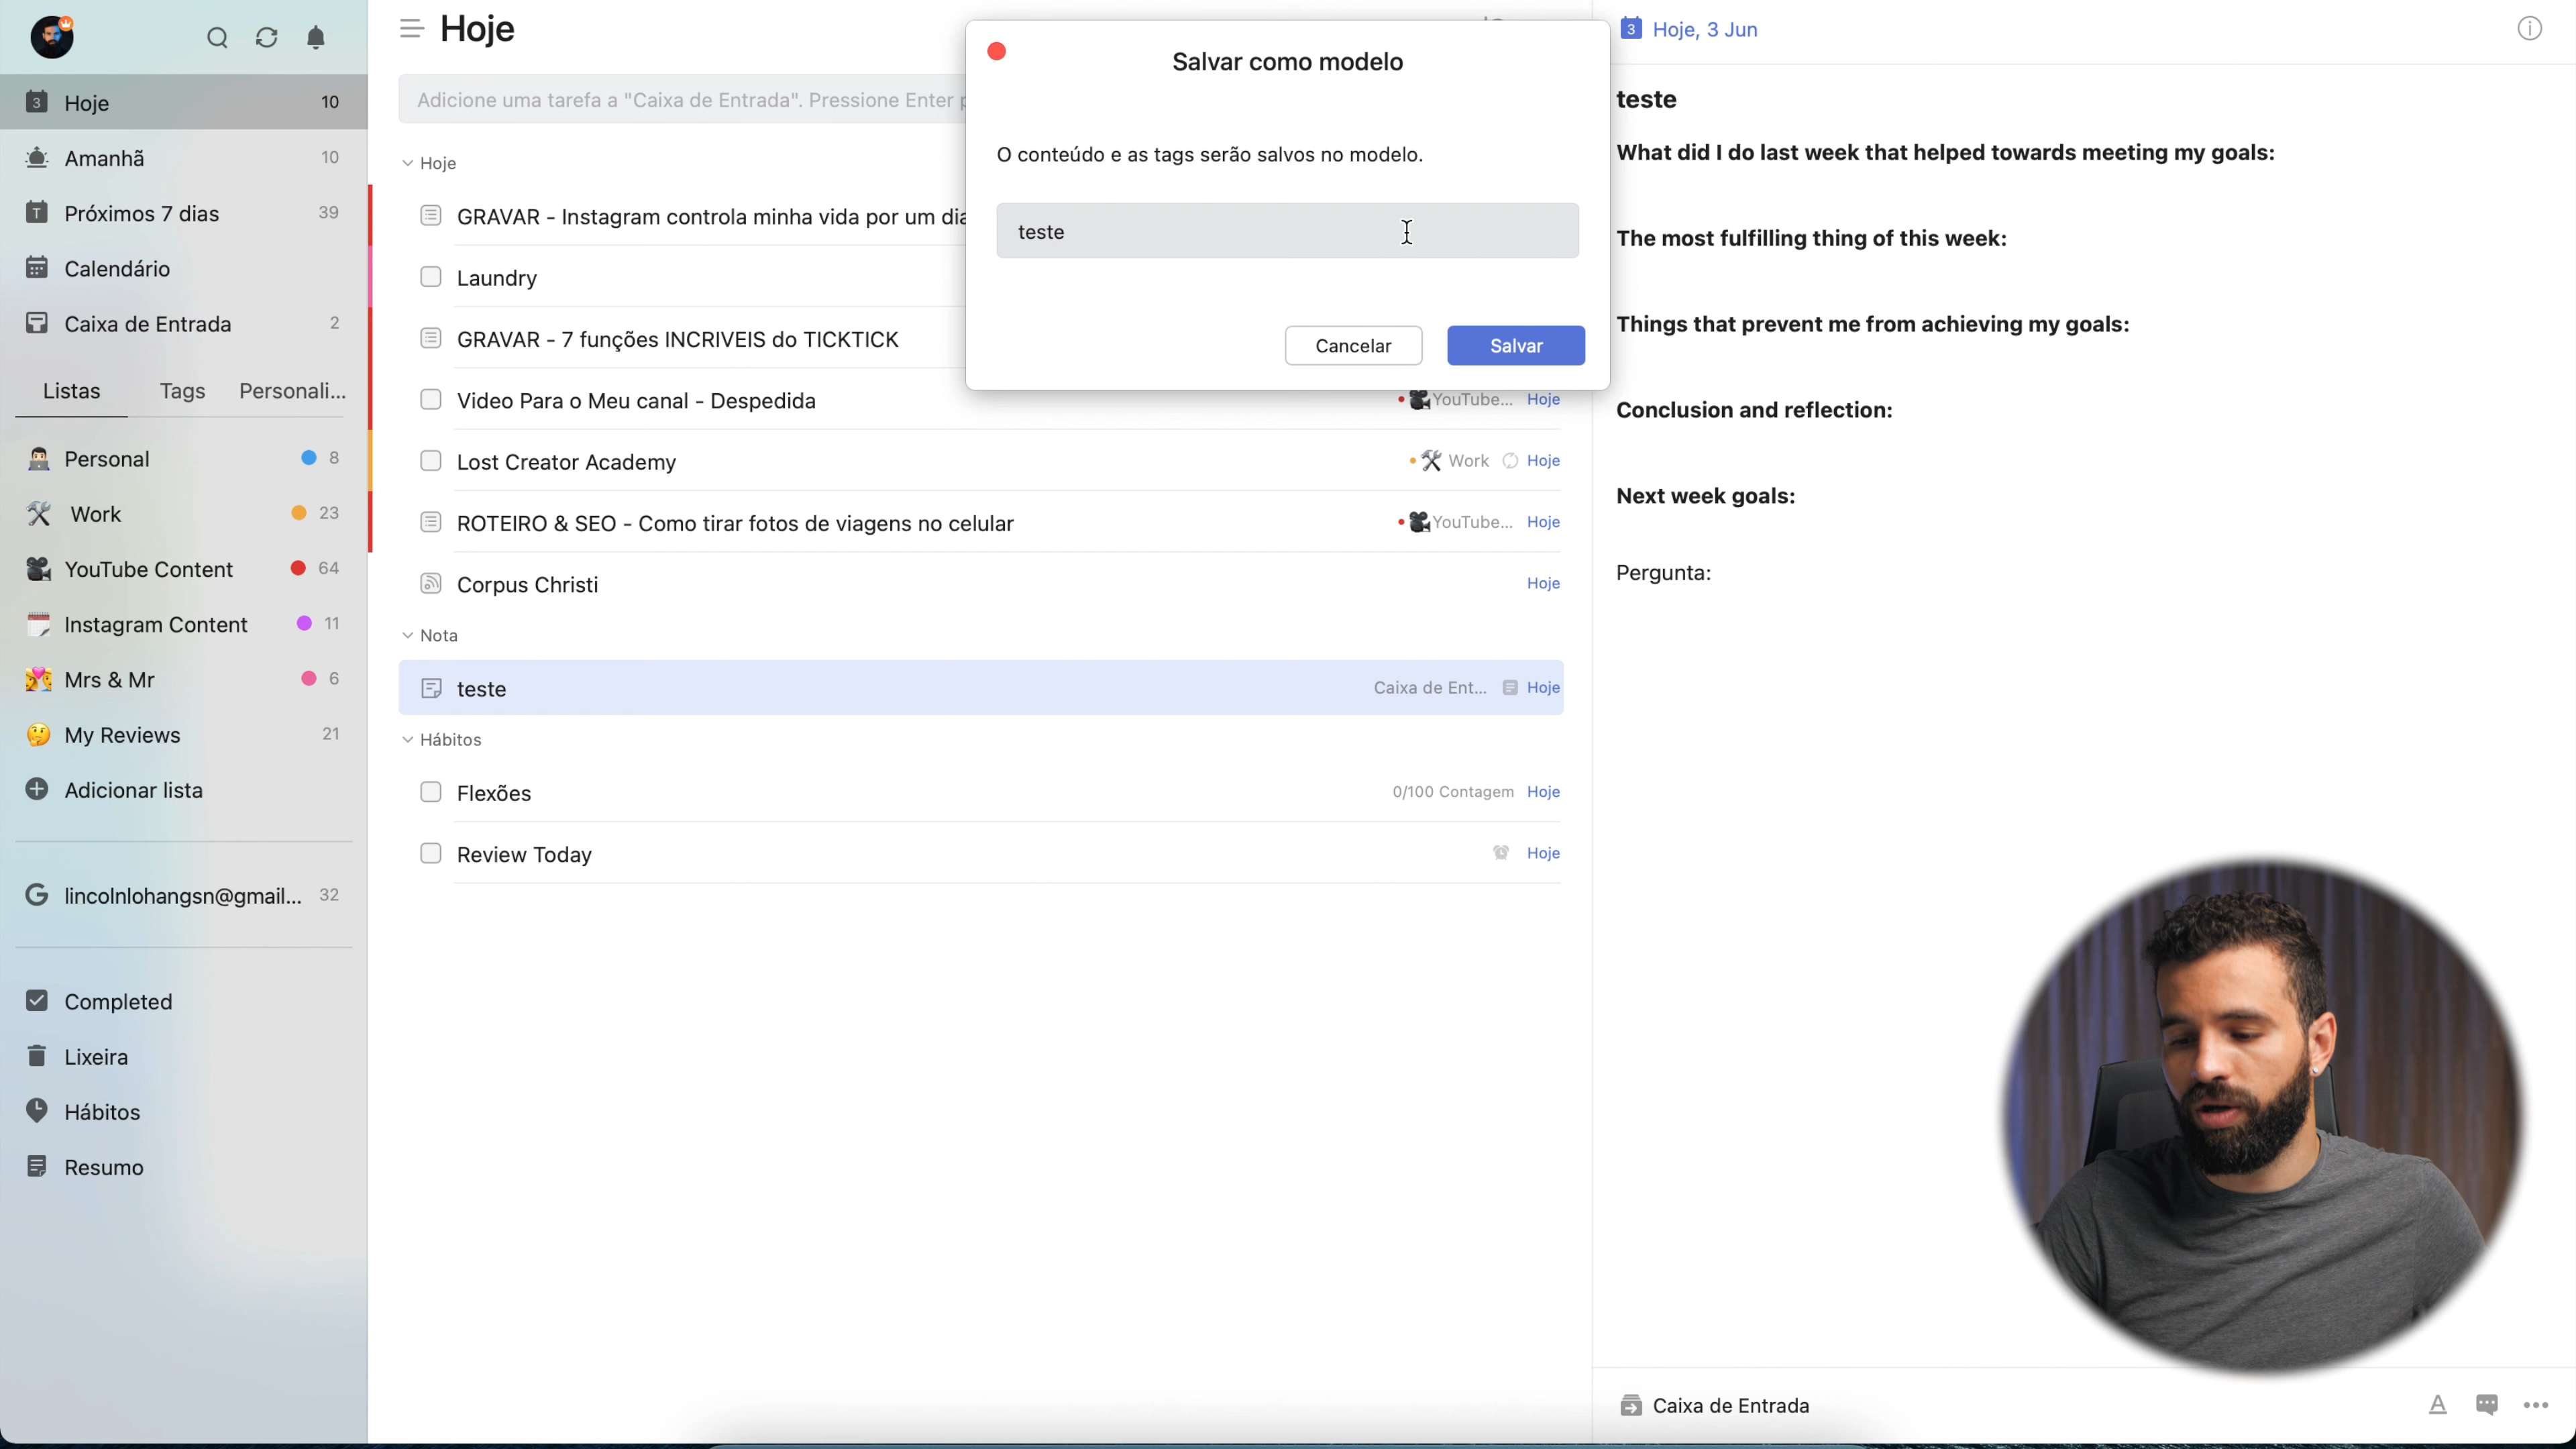 Hoje 10
Amanhã 10
Próximos 7 dias 39
Calendário
Caixa de Entrada 2
Listas Tags Personali...
Personal 8
Work 23
YouTube Content 64
Instagram Content 11
Mrs & Mr 6
My Reviews 21
Adicionar lista
lincolnlohangsn@gmail... 32
Completed
Lixeira
Hábitos
Resumo
Hoje
Adicione uma tarefa a "Caixa de Entrada". Pressione Enter
Hoje
GRAVAR - Instagram controla minha vida por um dia
Laundry
GRAVAR - 7 funções INCRIVEIS do TICKTICK
Video Para o Meu canal - Despedida YouTube... Hoje
Lost Creator Academy Work Hoje
ROTEIRO & SEO - Como tirar fotos de viagens no celular YouTube... Hoje
Corpus Christi Hoje
Nota
teste Caixa de Ent... Hoje
Hábitos
Flexões 0/100 Contagem Hoje
Review Today Hoje
Salvar como modelo
O conteúdo e as tags serão salvos no modelo.
teste
Cancelar Salvar
3 Hoje, 3 Jun
teste
What did I do last week that helped towards meeting my goals:
The most fulfilling thing of this week:
Things that prevent me from achieving my goals:
Conclusion and reflection:
Next week goals:
Pergunta:
Caixa de Entrada